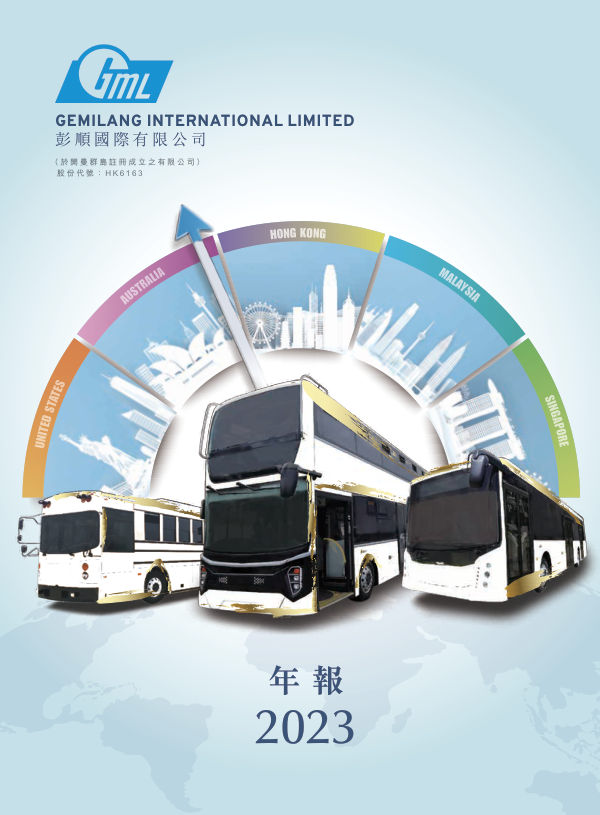 GML
GEMILANG INTERNATIONAL LIMITED
彭順國際有限公司
(於開曼群島註冊成立之有限公司)
股份代號：HK6163
UNITED STATES
AUSTRALIA
HONG KONG
MALAYSIA
SINGAPORE
年報
2023